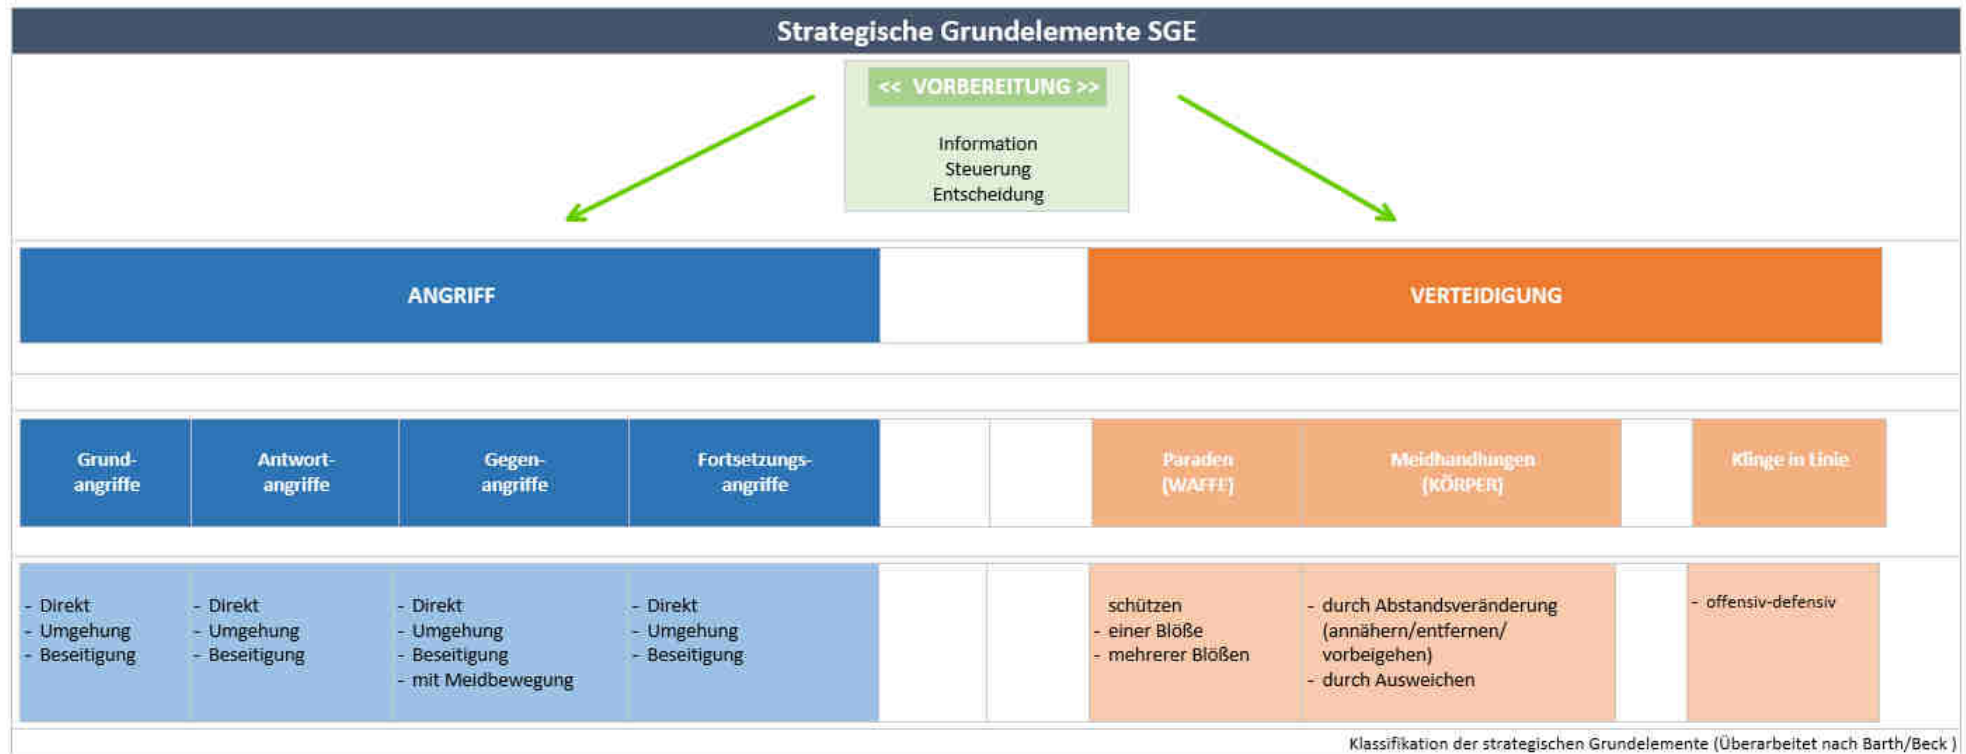 Strategische Grundelemente SGE
<< VORBEREITUNG >>
Information
Steuerung
Entscheidung
ANGRIFF
VERTEIDIGUNG
Grund-
angriffe
Antwort-
angriffe
Gegen-
angriffe
Fortsetzungs-
angriffe
Paraden
(WAFFE)
Meidhandlungen
(KÖRPER)
Klinge in Linie
- Direkt
- Umgehung
- Beseitigung
- Direkt
- Umgehung
- Beseitigung
- Direkt
- Umgehung
- Beseitigung
- mit Meidbewegung
- Direkt
- Umgehung
- Beseitigung
schützen
- einer Blöße
- mehrerer Blößen
- durch Abstandsveränderung
(annähern/entfernen/
vorbeigehen)
- durch Ausweichen
- offensiv-defensiv
Klassifikation der strategischen Grundelemente (Überarbeitet nach Barth/Beck )